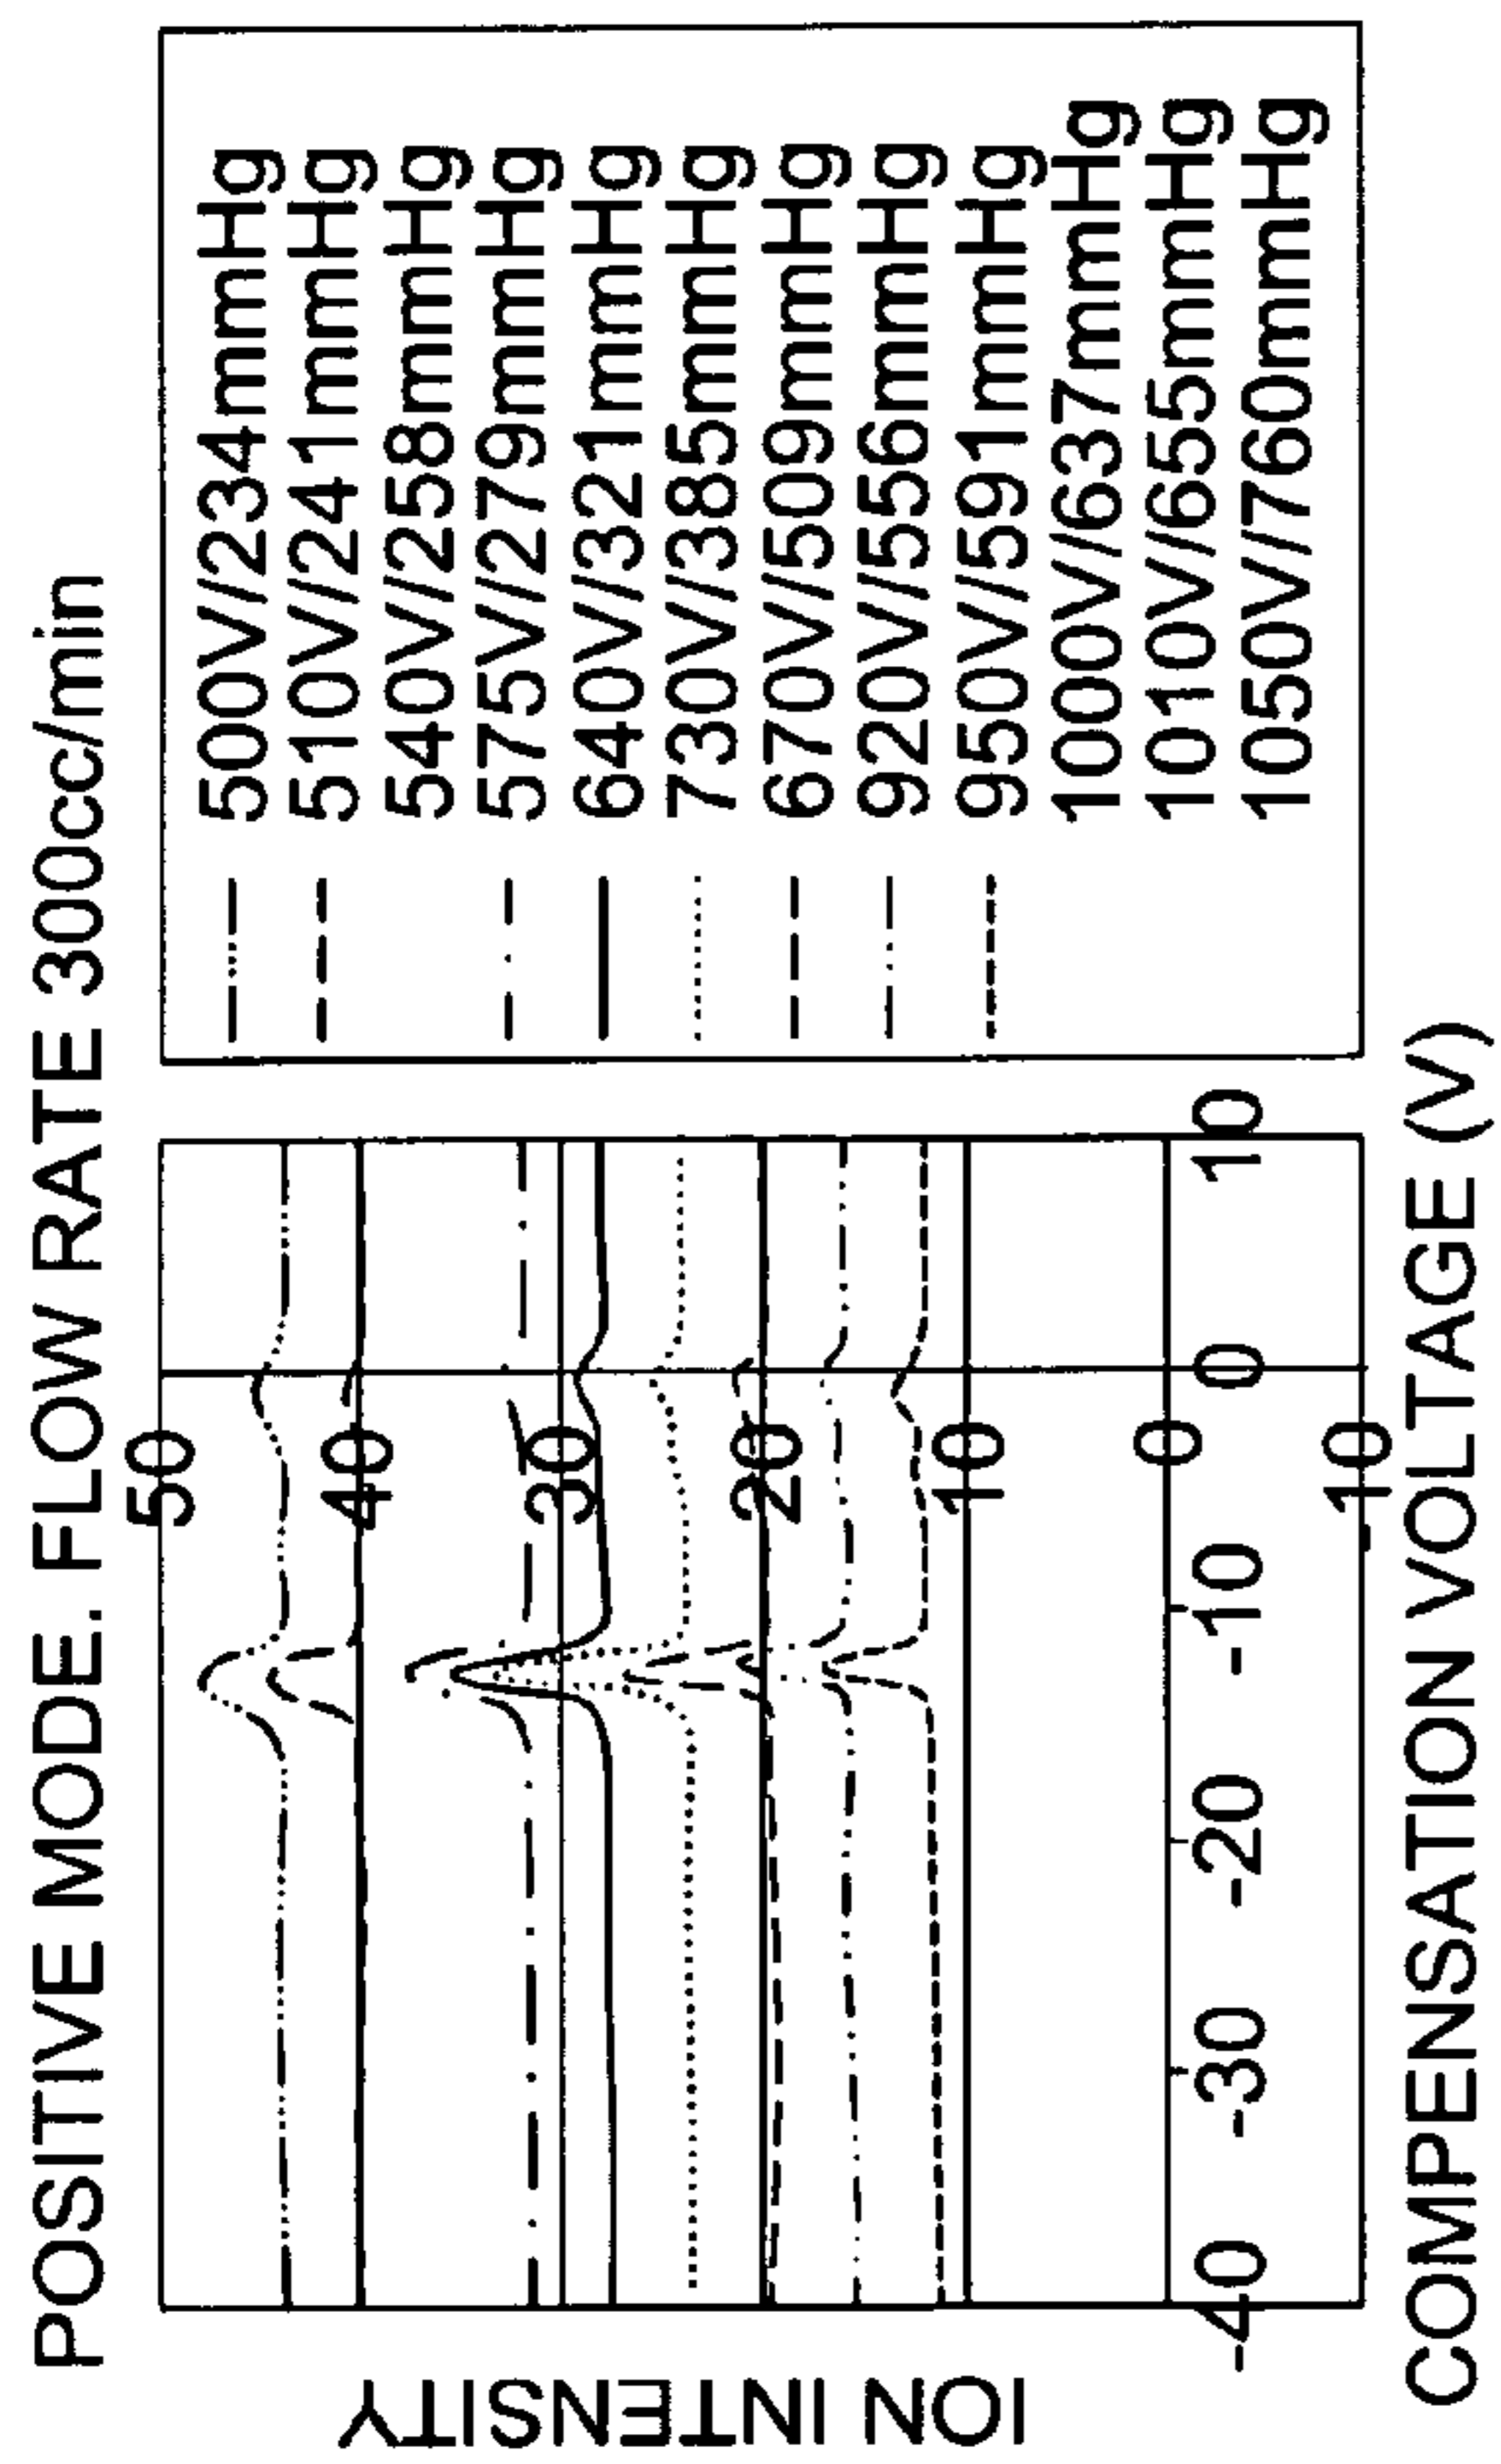 POSITIVE MODE. FLOW RATE 300cc/min
ION INTENSITY
50
40
30
20
10
0
-10
-40
-30
-20
-10
0
10
COMPENSATION VOLTAGE (V)
500V//234mmHg
510V//241mmHg
540V//258mmHg
575V//279mmHg
640V//321mmHg
730V//385mmHg
670V//509mmHg
920V//556mmHg
950V//591mmHg
1000V//637mmHg
1010V//655mmHg
1050V//760mmHg